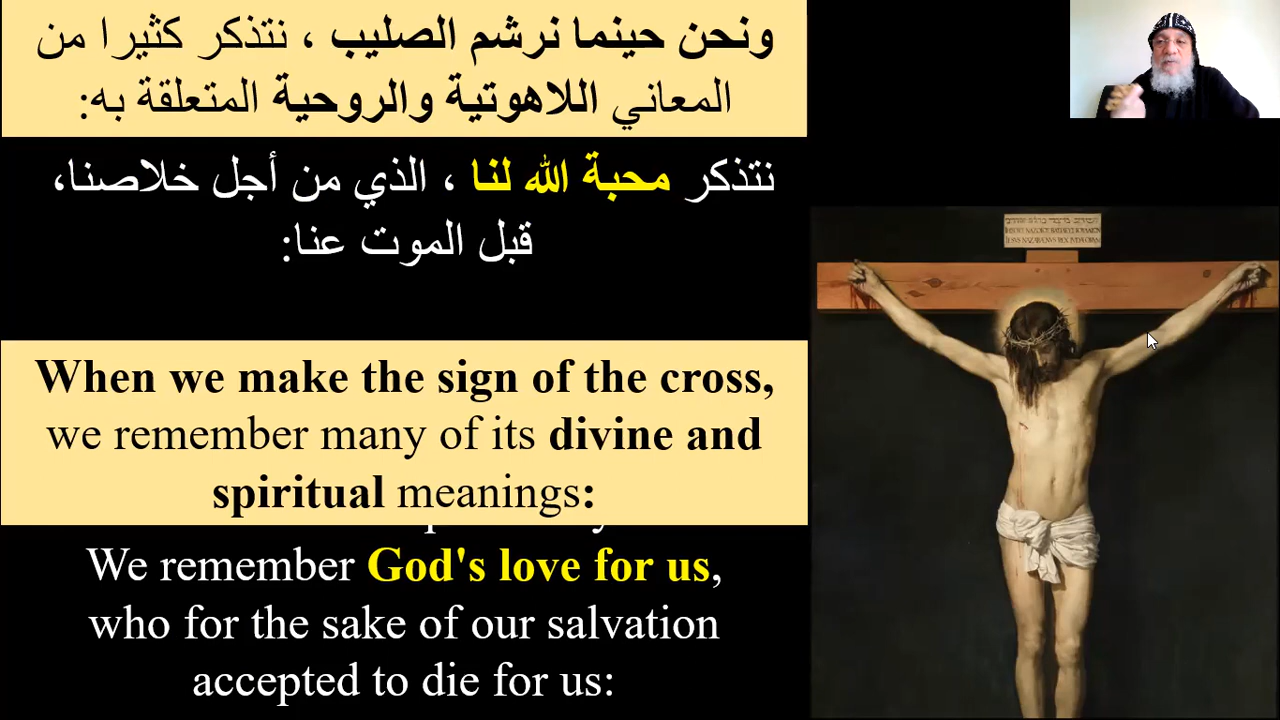 ونحن حينما نرشم الصليب ، نتذكر كثيرا من
المعاني اللاهوتية والروحية المتعلقة به:
نتذكر محبة الله لنا ، الذي من أجل خلاصنا،
قبل الموت عنا:
When we make the sign of the cross,
we remember many of its divine and
spiritual meanings:
We remember God's love for us,
who for the sake of our salvation
accepted to die for us: